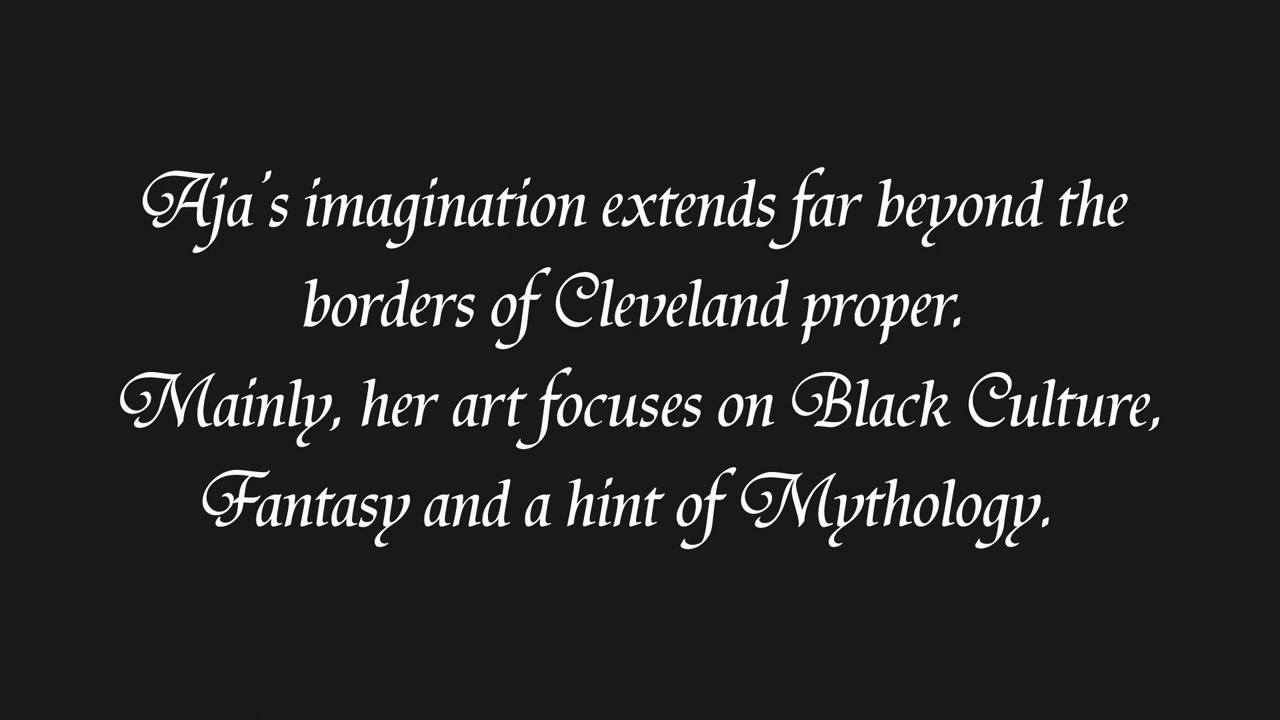 Aja's imagination extends far beyond the
borders of Cleveland proper.
Mainly, her art focuses on Black Culture,
Fantasy and a hint of Mythology.